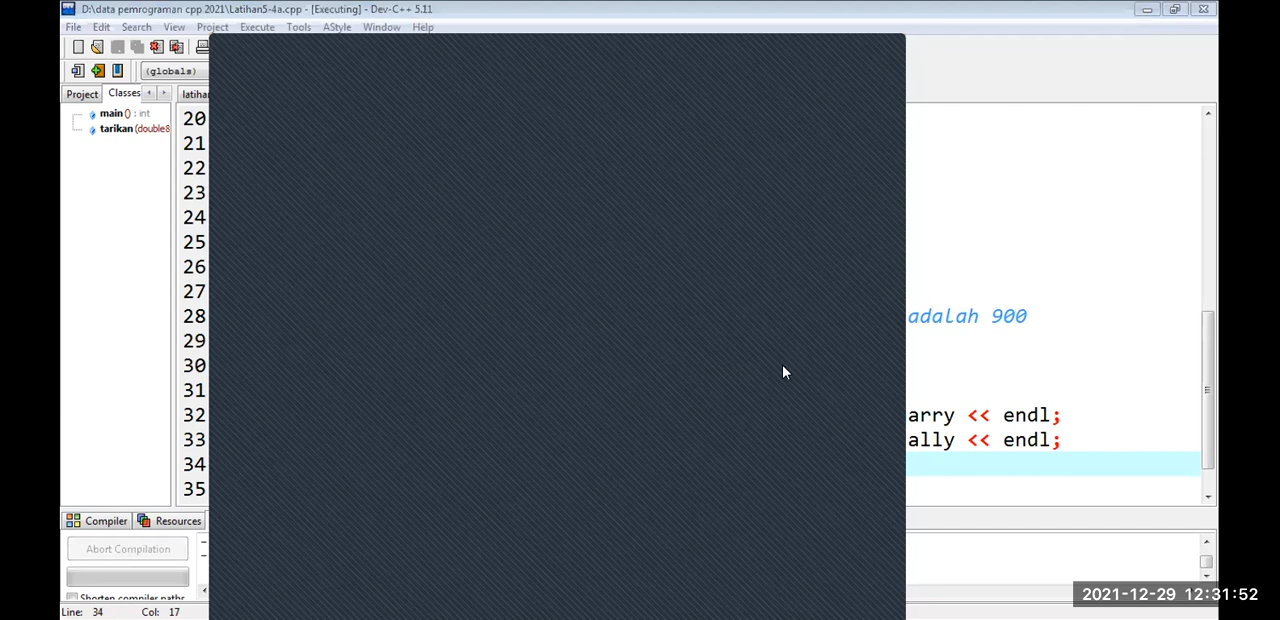 D:\data pemrograman cpp 2021\Latihan5-4a.cpp - [Executing] - Dev-C++ 5.11
File Edit Search View Project Execute Tools AStyle Window Help
(globals)
Project Classes latihar
main () : int
tarikan (double&
20
21
22
23
24
25
26
27
28 adalah 900
29
30
31
32 arry << endl;
33 ally << endl;
34
35
Compiler Resources
Abort Compilation
Shorten compiler paths
2021-12-29 12:31:52
Line: 34 Col: 17